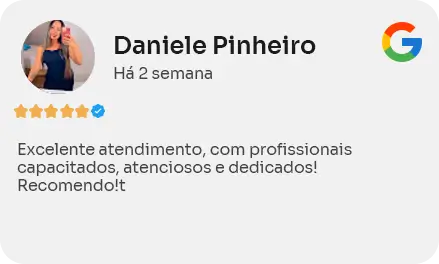 Daniele Pinheiro
Há 2 semana
Excelente atendimento, com profissionais
capacitados, atenciosos e dedicados!
Recomendo!t